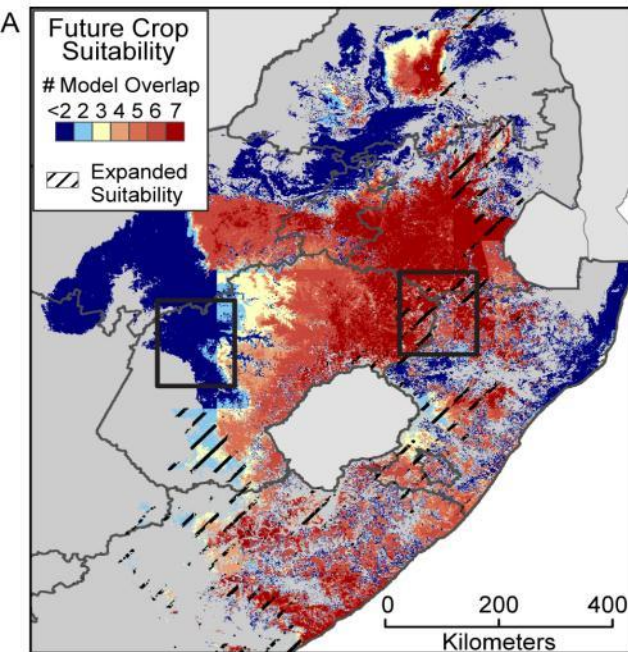 A
Future Crop
Suitability
# Model Overlap
<2 2 3 4 5 6 7
Expanded
Suitability
0 200 400
Kilometers